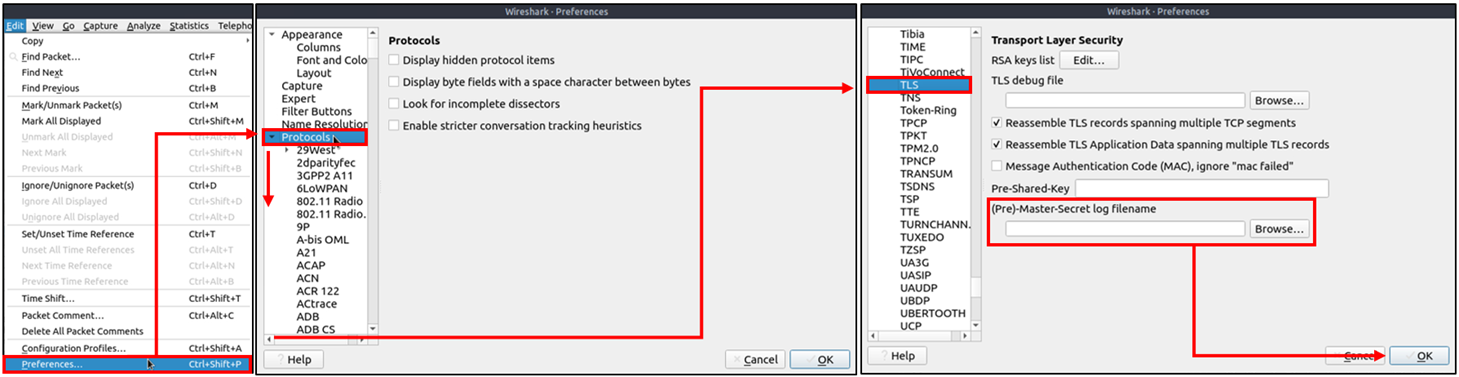 Edit View Go Capture Analyze Statistics Telepho
Copy
Find Packet... Ctrl+F
Find Next Ctrl+N
Find Previous Ctrl+B
Mark/Unmark Packet(s) Ctrl+M
Mark All Displayed Ctrl+Shift+M
Unmark All Displayed Ctrl+Alt+M
Next Mark Ctrl+Shift+N
Previous Mark Ctrl+Shift+B
Ignore/Unignore Packet(s) Ctrl+D
Ignore All Displayed Ctrl+Shift+D
Unignore All Displayed Ctrl+Alt+D
Set/Unset Time Reference Ctrl+T
Unset All Time References Ctrl+Alt+T
Next Time Reference Ctrl+Alt+N
Previous Time Reference Ctrl+Alt+B
Time Shift... Ctrl+Shift+T
Packet Comment... Ctrl+Alt+C
Delete All Packet Comments
Configuration Profiles... Ctrl+Shift+A
Preferences... Ctrl+Shift+P
Wireshark · Preferences
Appearance
Columns
Font and Colo
Layout
Capture
Expert
Filter Buttons
Name Resolution
Protocols
29West
2dparityfec
3GPP2 A11
6LoWPAN
802.11 Radio
802.11 Radio.
9P
A-bis OML
A21
ACAP
ACN
ACR 122
ACtrace
ADB
ADB CS
Protocols
Display hidden protocol items
Display byte fields with a space character between bytes
Look for incomplete dissectors
Enable stricter conversation tracking heuristics
Help
Cancel
OK
Wireshark · Preferences
Tibia
TIME
TIPC
TiVoConnect
TLS
TNS
Token-Ring
TPCP
TPKT
TPM2.0
TPNCP
TRANSUM
TSDNS
TSP
TTE
TURNCHANN.
TUXEDO
TZSP
UA3G
UASIP
UAUDP
UBDP
UBERTOOTH
UCP
Transport Layer Security
RSA keys list Edit...
TLS debug file
Browse...
Reassemble TLS records spanning multiple TCP segments
Reassemble TLS Application Data spanning multiple TLS records
Message Authentication Code (MAC), ignore "mac failed"
Pre-Shared-Key
(Pre)-Master-Secret log filename
Browse...
Help
Cancel
OK